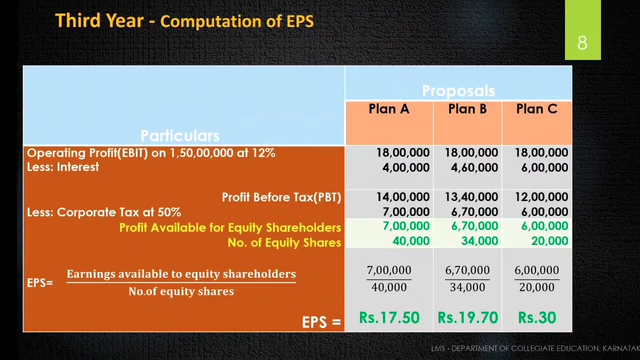 Third Year - Computation of EPS
8
Particulars
Proposals
Plan A Plan B Plan C
Operating Profit(EBIT) on 1,50,00,000 at 12% 18,00,000 18,00,000 18,00,000
Less: Interest 4,00,000 4,60,000 6,00,000
Profit Before Tax(PBT) 14,00,000 13,40,000 12,00,000
Less: Corporate Tax at 50% 7,00,000 6,70,000 6,00,000
Profit Available for Equity Shareholders 7,00,000 6,70,000 6,00,000
No. of Equity Shares 40,000 34,000 20,000
EPS= Earnings available to equity shareholders 7,00,000 6,70,000 6,00,000
No.of equity shares 40,000 34,000 20,000
EPS = Rs.17.50 Rs.19.70 Rs.30
LMS - DEPARTMENT OF COLLEGIATE EDUCATION, KARNATAK